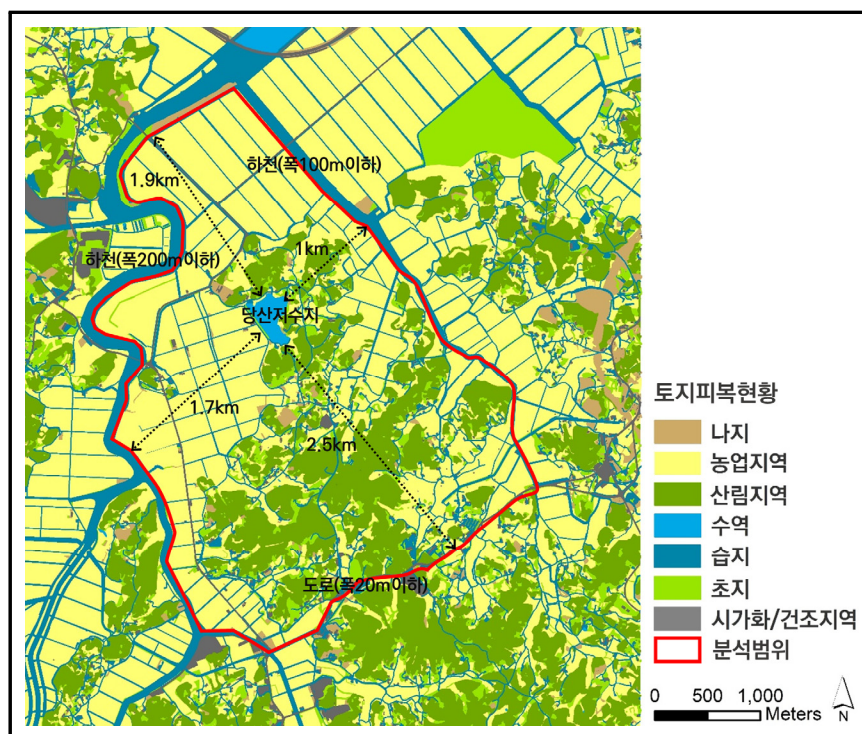 하천(폭100m이하)
1.9km
1km
하천(폭200m이하)
당산저수지
1.7km
2.5km
도로(폭20m이하)
토지피복현황
나지
농업지역
산림지역
수역
습지
초지
시가화/건조지역
분석범위
0 500 1,000
Meters
N